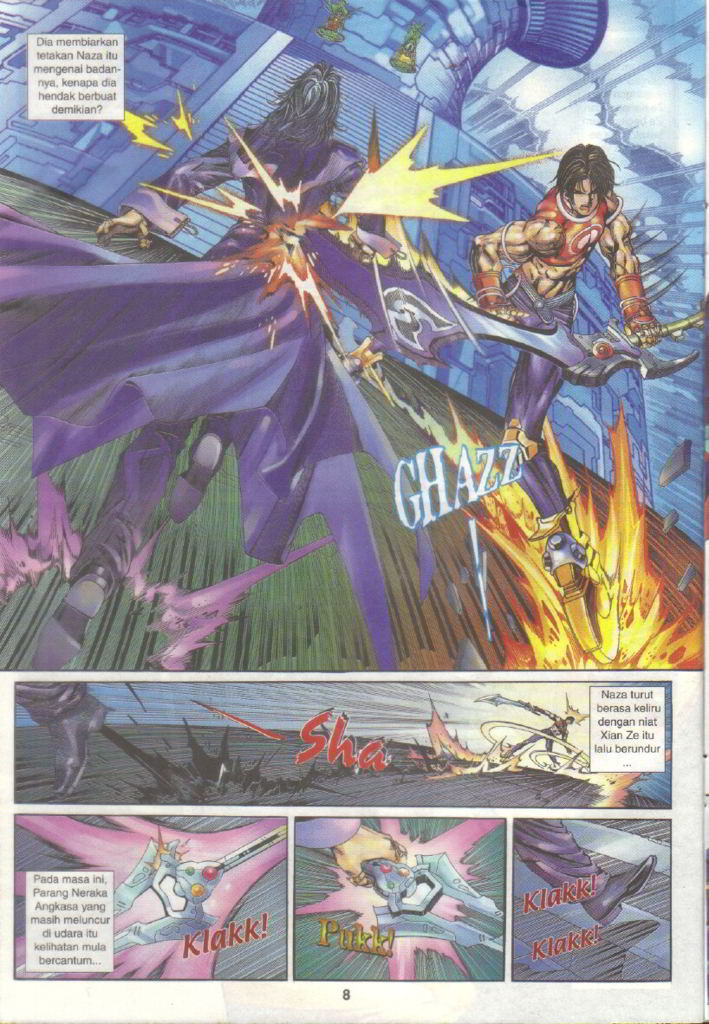 Dia membiarkan
tetakan Naza itu
mengenai badan-
nya, kenapa dia
hendak berbuat
demikian?
GHAZZ
Naza turut
berasa keliru
dengan niat
Xian Ze itu
lalu berundur
...
Sha
Pada masa ini,
Parang Neraka
Angkasa yang
masih meluncur
di udara itu
kelihatan mula
bercantum...
Klakk!
Pukk!
Klakk!
Klakk!
8